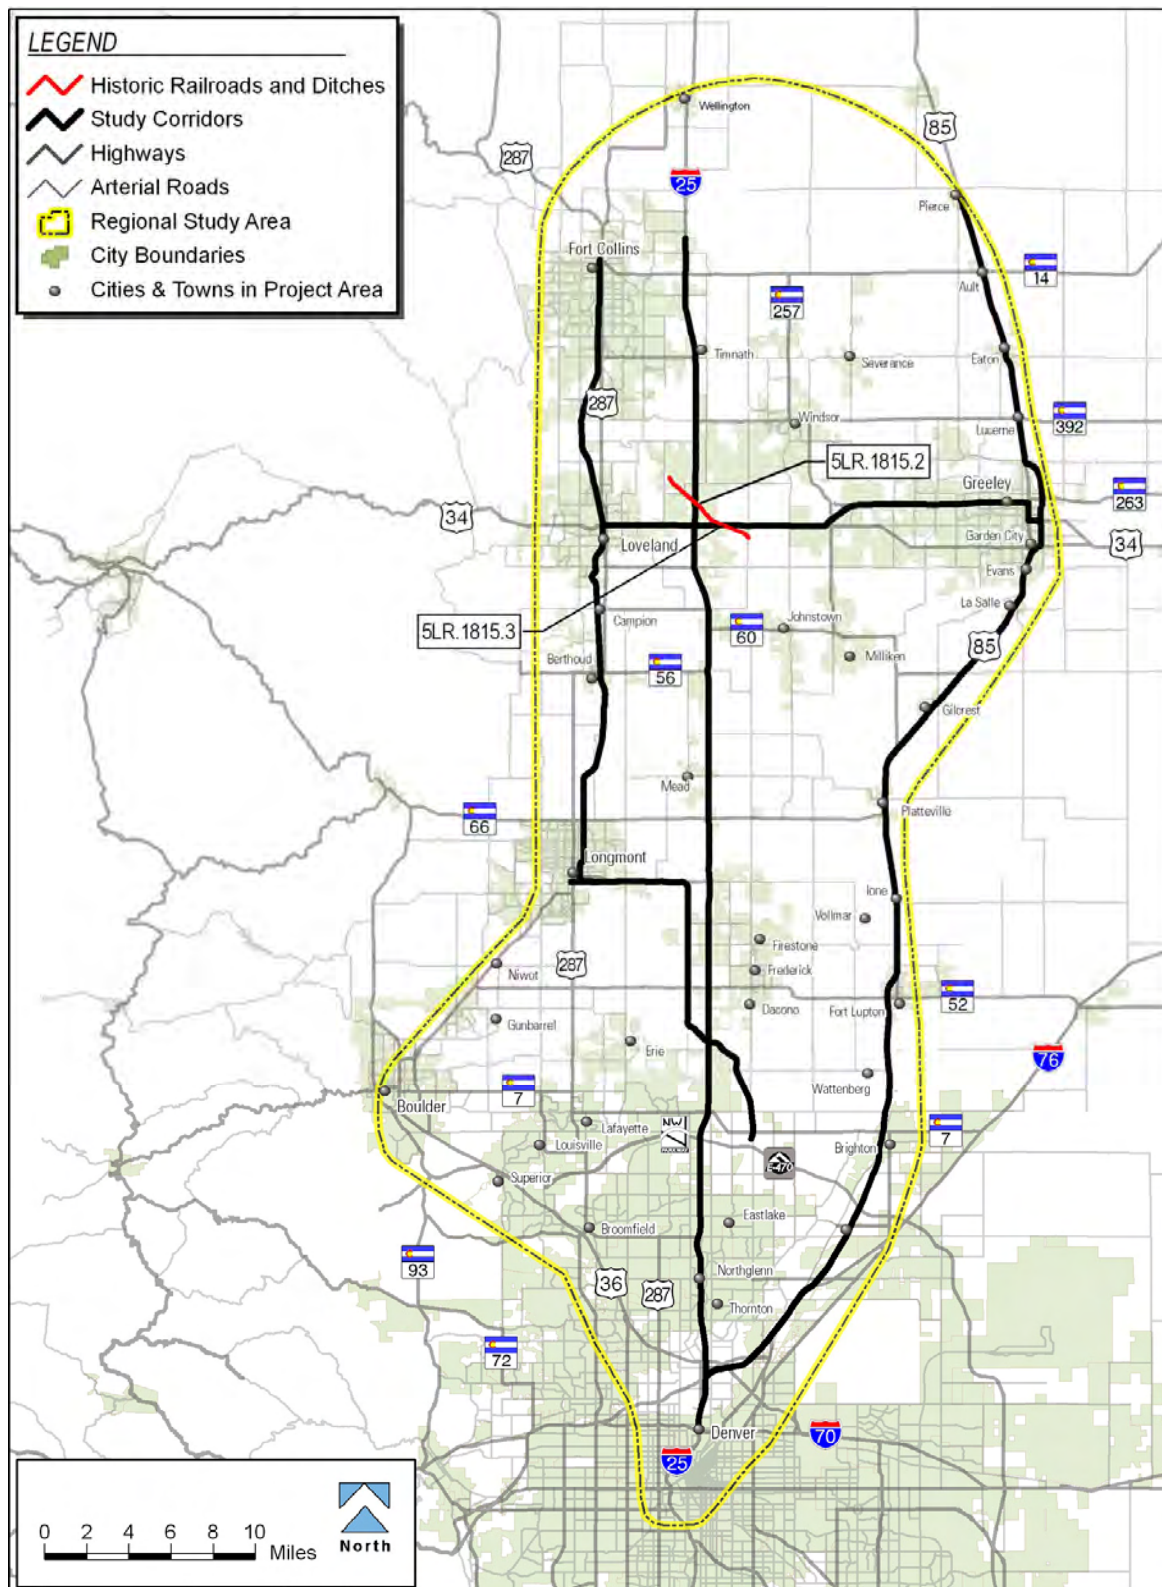 LEGEND
Historic Railroads and Ditches
Study Corridors
Highways
Arterial Roads
Regional Study Area
City Boundaries
Cities & Towns in Project Area
Wellington
85
287
25
Pierce
Fort Collins
14
Ault
257
Timnath
Severance
Eaton
287
Windsor
392
Lucerne
5LR.1815.2
Greeley
263
34
Loveland
Garden City
34
Evans
La Salle
Campion
5LR.1815.3
60
Johnstown
85
Berthoud
56
Milliken
Gilcrest
Mead
Platteville
66
Longmont
Ione
Vollmar
Firestone
Niwot
287
Frederick
52
Dacono
Fort Lupton
Gunbarrel
Erie
76
Wattenberg
Boulder
7
Lafayette
NW
7
Louisville
Brighton
E-470
Superior
Eastlake
Broomfield
93
36
Northglenn
287
Thornton
72
Denver
70
25
0 2 4 6 8 10
Miles
North